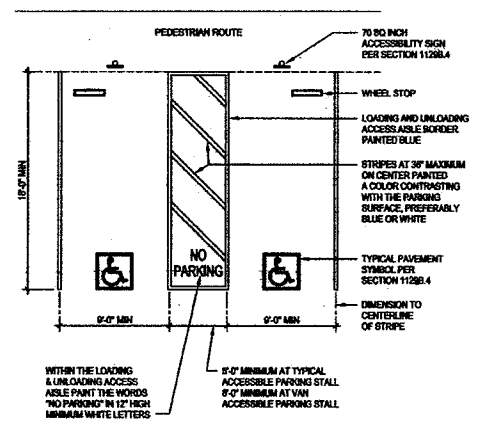 PEDESTRIAN ROUTE
70 SQ INCH
ACCESSIBILITY SIGN
PER SECTION 1129B.4
WHEEL STOP
LOADING AND UNLOADING
ACCESS AISLE BORDER
PAINTED BLUE
STRIPES AT 36" MAXIMUM
ON CENTER PAINTED
A COLOR CONTRASTING
WITH THE PARKING
SURFACE, PREFERABLY
BLUE OR WHITE
18'-0" MIN
NO
PARKING
TYPICAL PAVEMENT
SYMBOL PER
SECTION 1129B.4
DIMENSION TO
CENTERLINE
OF STRIPE
9'-0" MIN
9'-0" MIN
WITHIN THE LOADING
& UNLOADING ACCESS
AISLE PAINT THE WORDS
"NO PARKING" IN 12" HIGH
MINIMUM WHITE LETTERS
5'-0" MINIMUM AT TYPICAL
ACCESSIBLE PARKING STALL
8'-0" MINIMUM AT VAN
ACCESSIBLE PARKING STALL